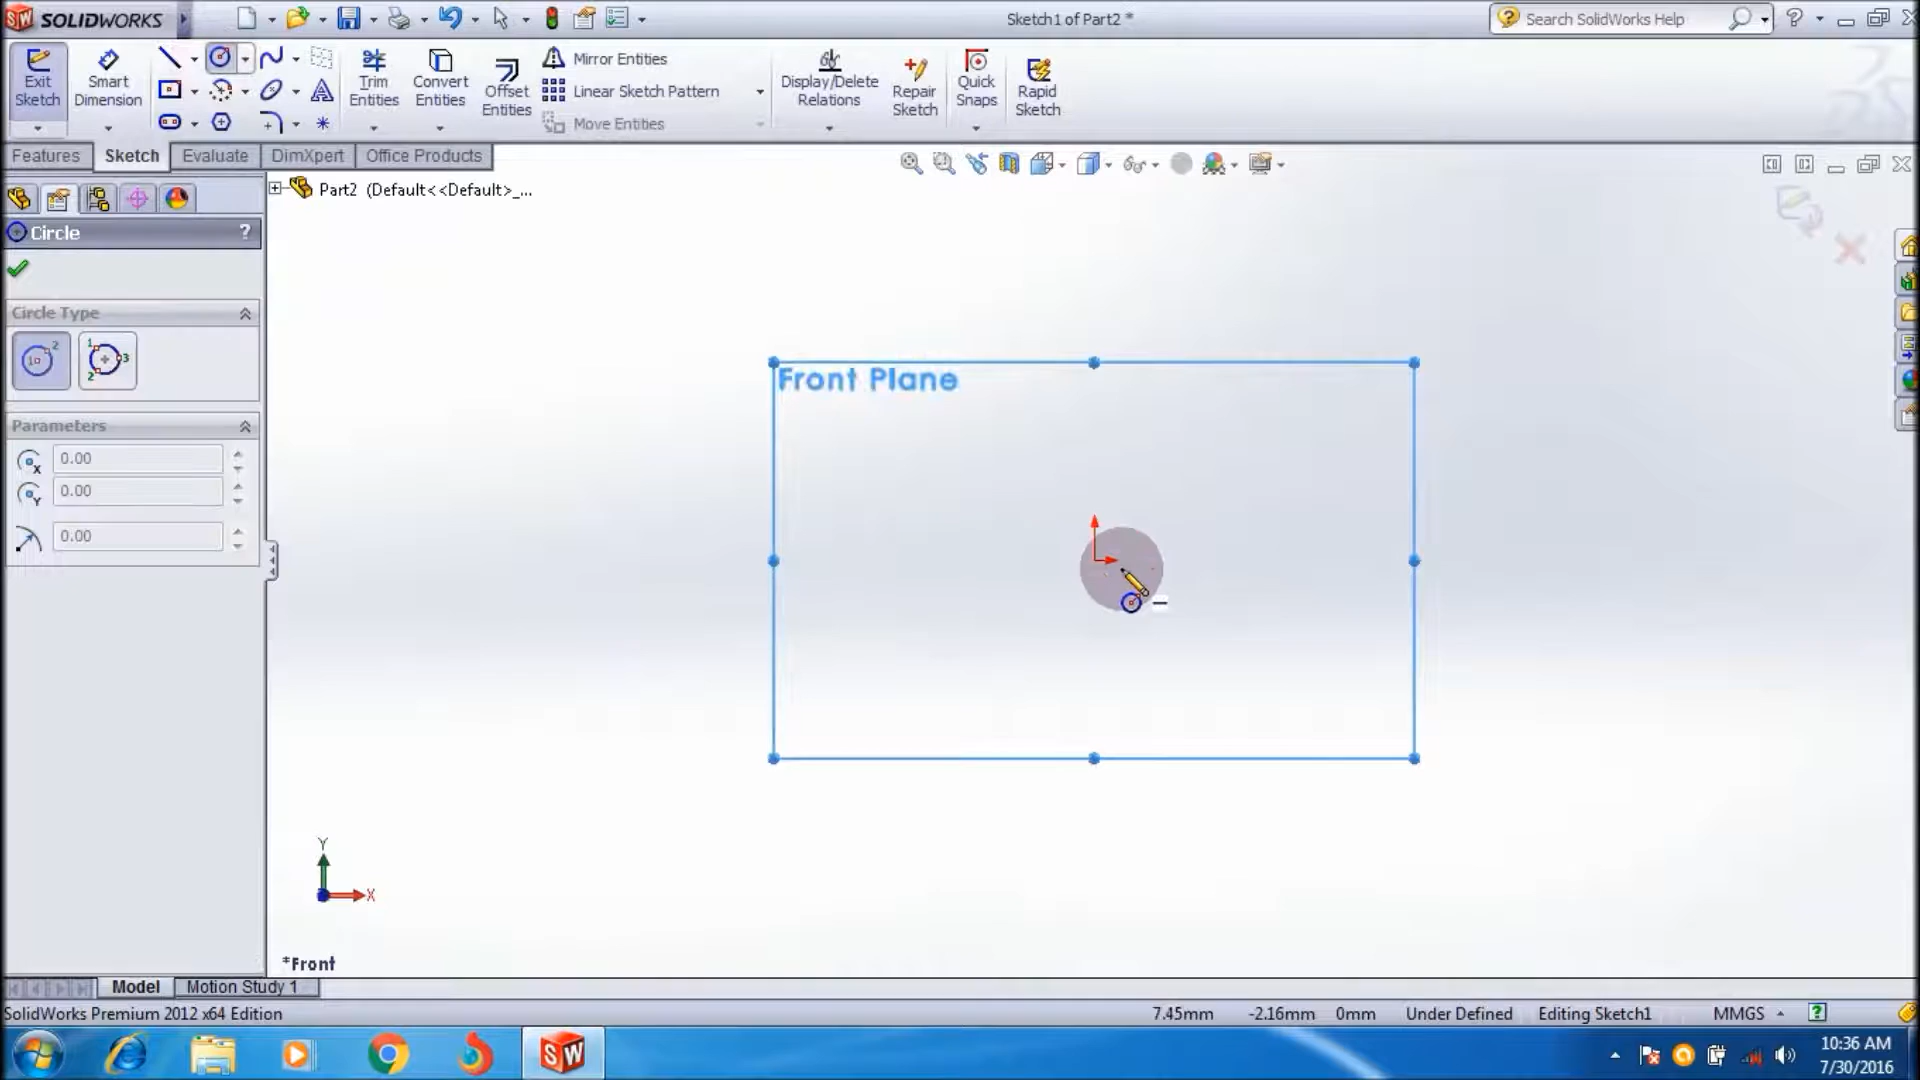 SOLIDWORKS
Sketch1 of Part2 *
Search SolidWorks Help
Exit Sketch
Smart Dimension
Trim Entities
Convert Entities
Offset Entities
Mirror Entities
Linear Sketch Pattern
Move Entities
Display/Delete Relations
Repair Sketch
Quick Snaps
Rapid Sketch
Features
Sketch
Evaluate
DimXpert
Office Products
Part2 (Default<<Default>_...
Circle
?
Circle Type
Parameters
0.00
0.00
0.00
Front Plane
Y
X
*Front
Model
Motion Study 1
SolidWorks Premium 2012 x64 Edition
7.45mm
-2.16mm
0mm
Under Defined
Editing Sketch1
MMGS
10:36 AM
7/30/2016